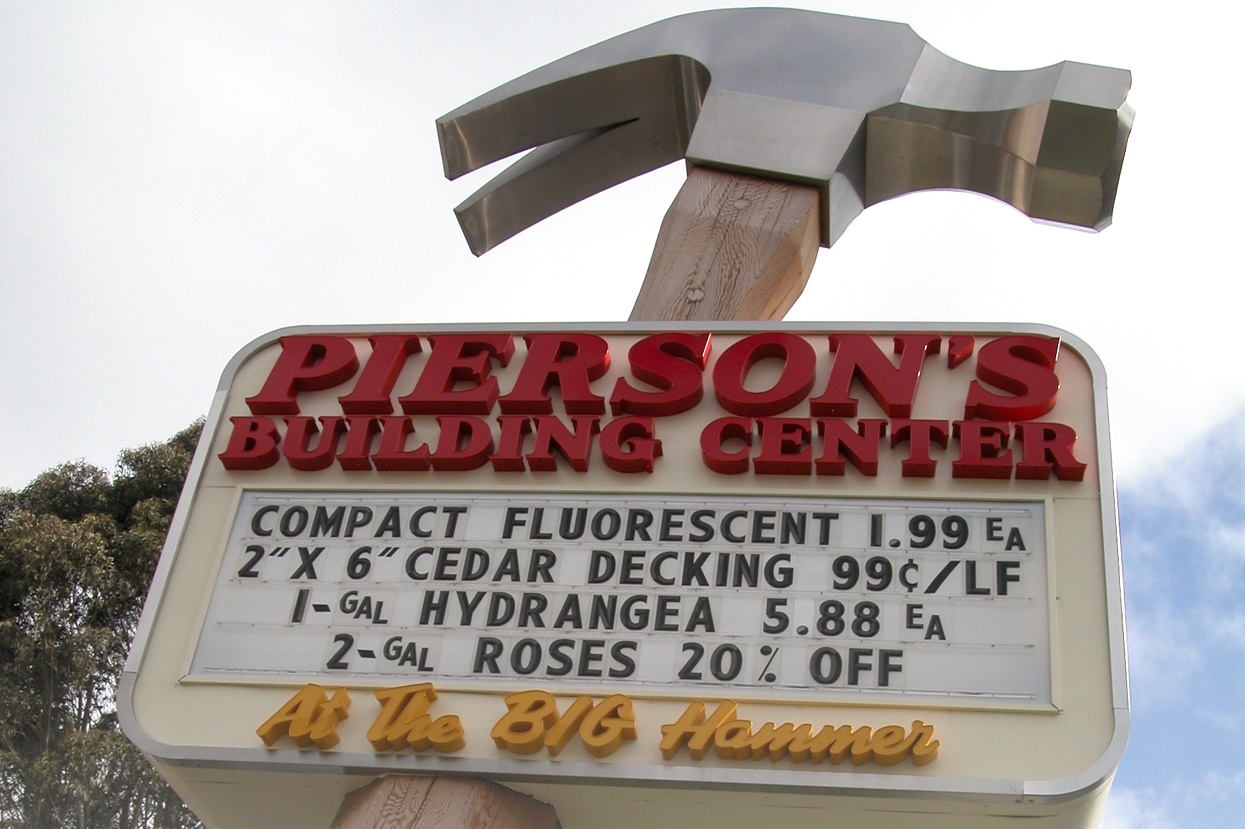 PIERSON'S
BUILDING CENTER
COMPACT FLUORESCENT 1.99 EA
2"X 6" CEDAR DECKING 99¢/LF
1-GAL HYDRANGEA 5.88 EA
2-GAL ROSES 20% OFF
At The BIG Hammer